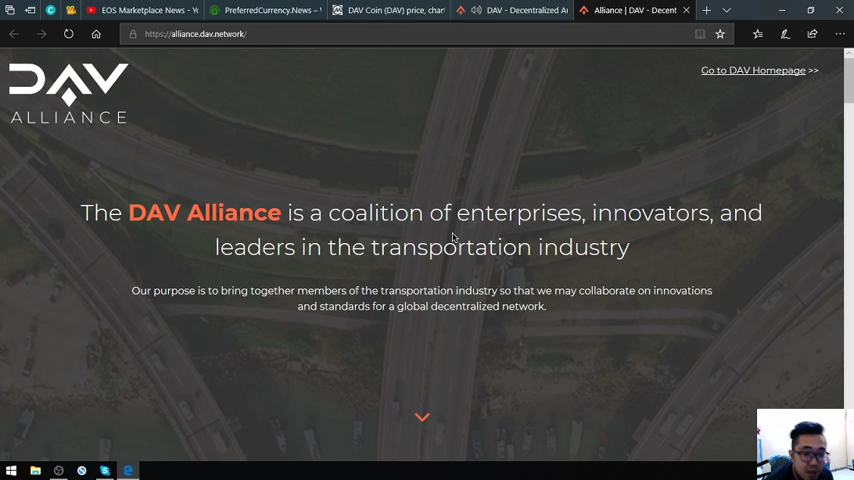 EOS Marketplace News - Yo
PreferredCurrency.News –
DAV Coin (DAV) price, char
DAV - Decentralized Au
Alliance | DAV - Decent
https://alliance.dav.network/
DAV
ALLIANCE
Go to DAV Homepage >>
The DAV Alliance is a coalition of enterprises, innovators, and
leaders in the transportation industry
Our purpose is to bring together members of the transportation industry so that we may collaborate on innovations
and standards for a global decentralized network.